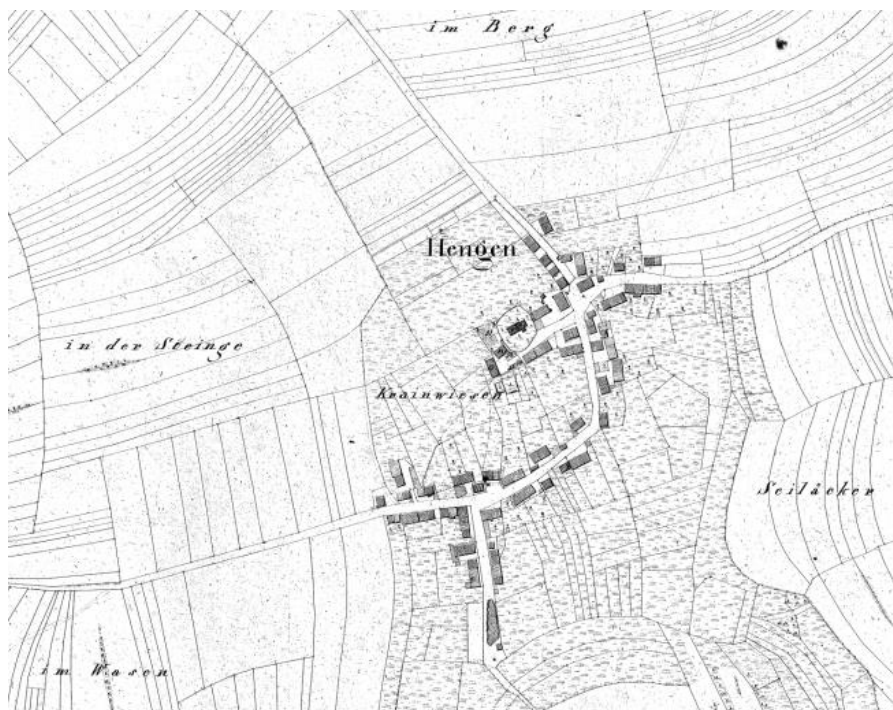 im Berg
Hengen
in der Steinge
Krainwiesen
Seiläcker
im Wasen